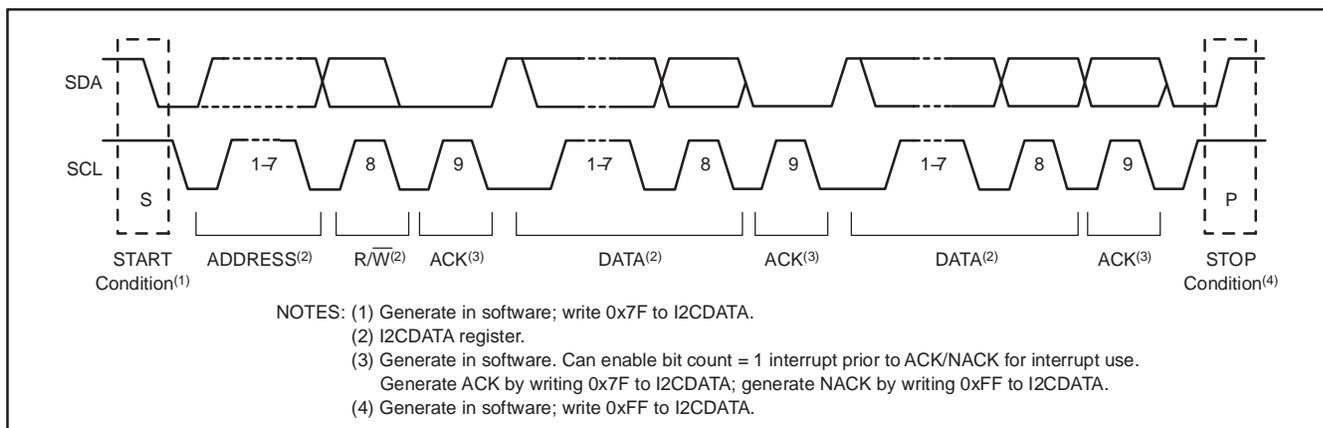 SDA
SCL
1–7
8
9
1–7
8
9
1–7
8
9
S
P
START
Condition(1)
ADDRESS(2)
R/W̅(2)
ACK(3)
DATA(2)
ACK(3)
DATA(2)
ACK(3)
STOP
Condition(4)
NOTES: (1) Generate in software; write 0x7F to I2CDATA.
(2) I2CDATA register.
(3) Generate in software. Can enable bit count = 1 interrupt prior to ACK/NACK for interrupt use.
Generate ACK by writing 0x7F to I2CDATA; generate NACK by writing 0xFF to I2CDATA.
(4) Generate in software; write 0xFF to I2CDATA.